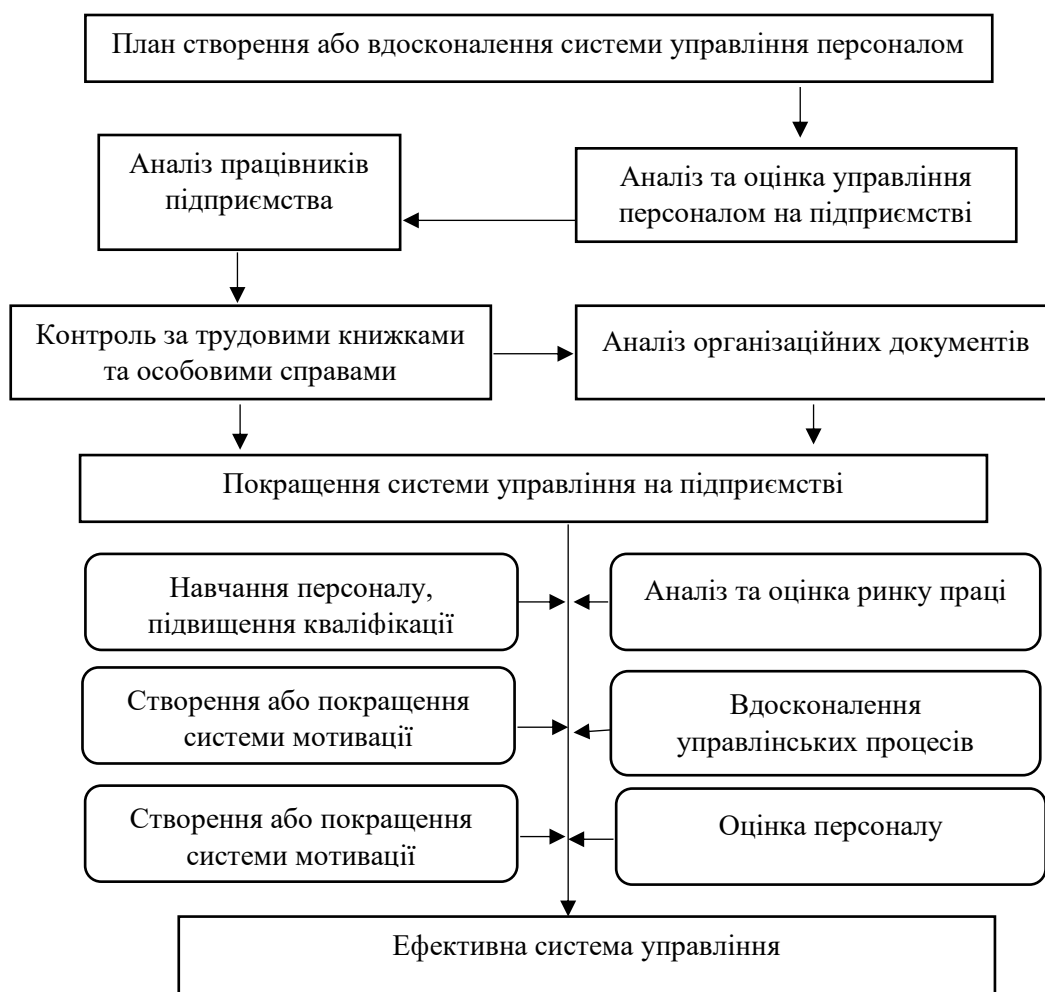 План створення або вдосконалення системи управління персоналом
Аналіз працівників
підприємства
Аналіз та оцінка управління
персоналом на підприємстві
Контроль за трудовими книжками
та особовими справами
Аналіз організаційних документів
Покращення системи управління на підприємстві
Навчання персоналу,
підвищення кваліфікації
Аналіз та оцінка ринку праці
Створення або покращення
системи мотивації
Вдосконалення
управлінських процесів
Створення або покращення
системи мотивації
Оцінка персоналу
Ефективна система управління